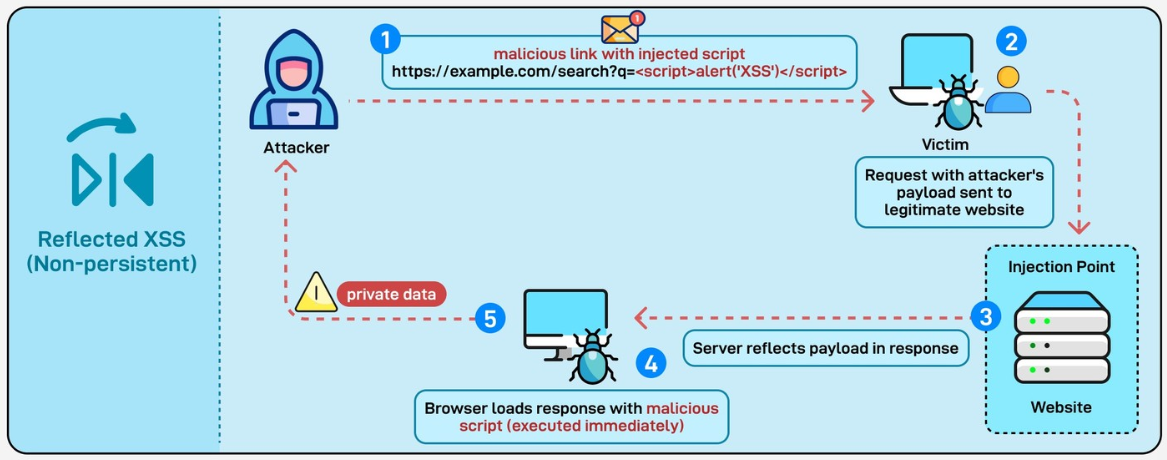 Reflected XSS
(Non-persistent)
Attacker
1
1
malicious link with injected script
https://example.com/search?q=<script>alert('XSS')</script>
2
Victim
Request with attacker's
payload sent to
legitimate website
Injection Point
3
Website
Server reflects payload in response
4
Browser loads response with malicious
script (executed immediately)
5
private data